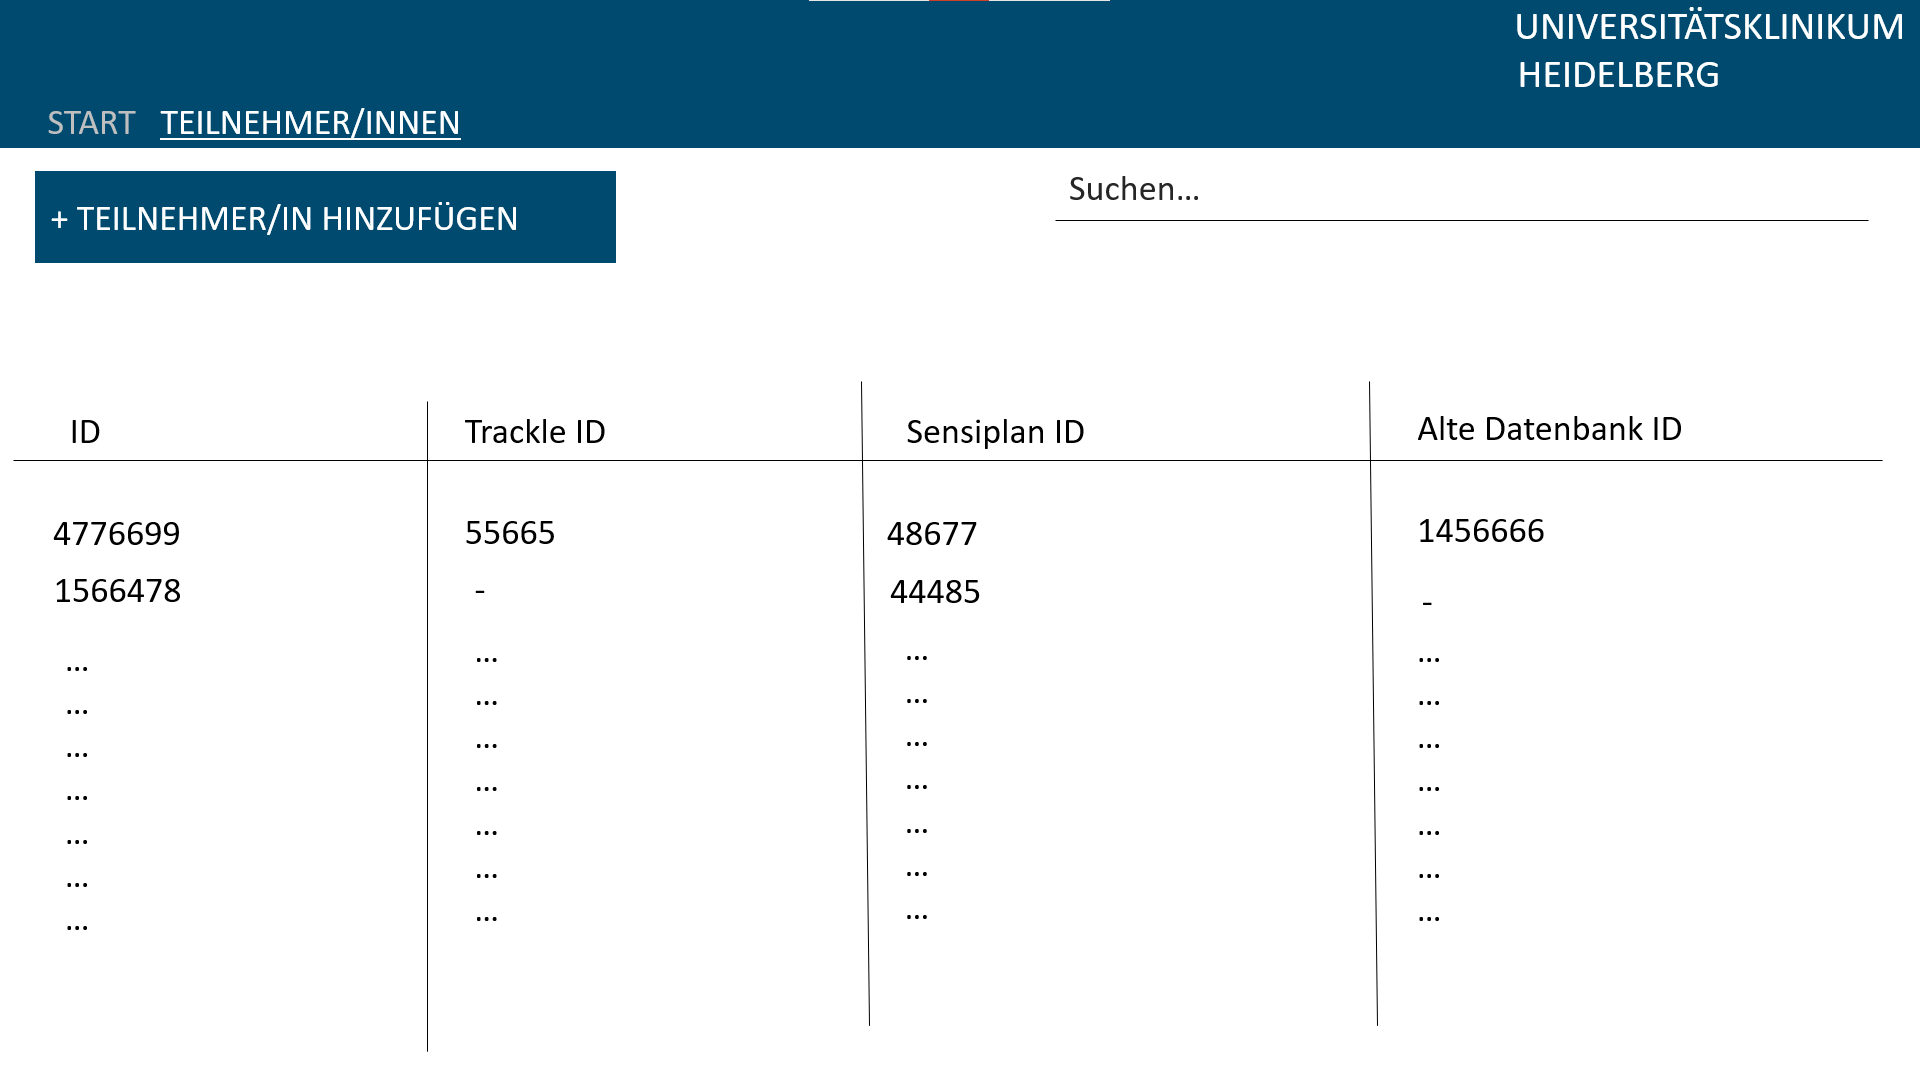 UNIVERSITÄTSKLINIKUM
HEIDELBERG
START TEILNEHMER/INNEN
+ TEILNEHMER/IN HINZUFÜGEN
Suchen...
ID Trackle ID Sensiplan ID Alte Datenbank ID
4776699 55665 48677 1456666
1566478 - 44485 -
... ... ... ...
... ... ... ...
... ... ... ...
... ... ... ...
... ... ... ...
... ... ... ...
... ... ... ...